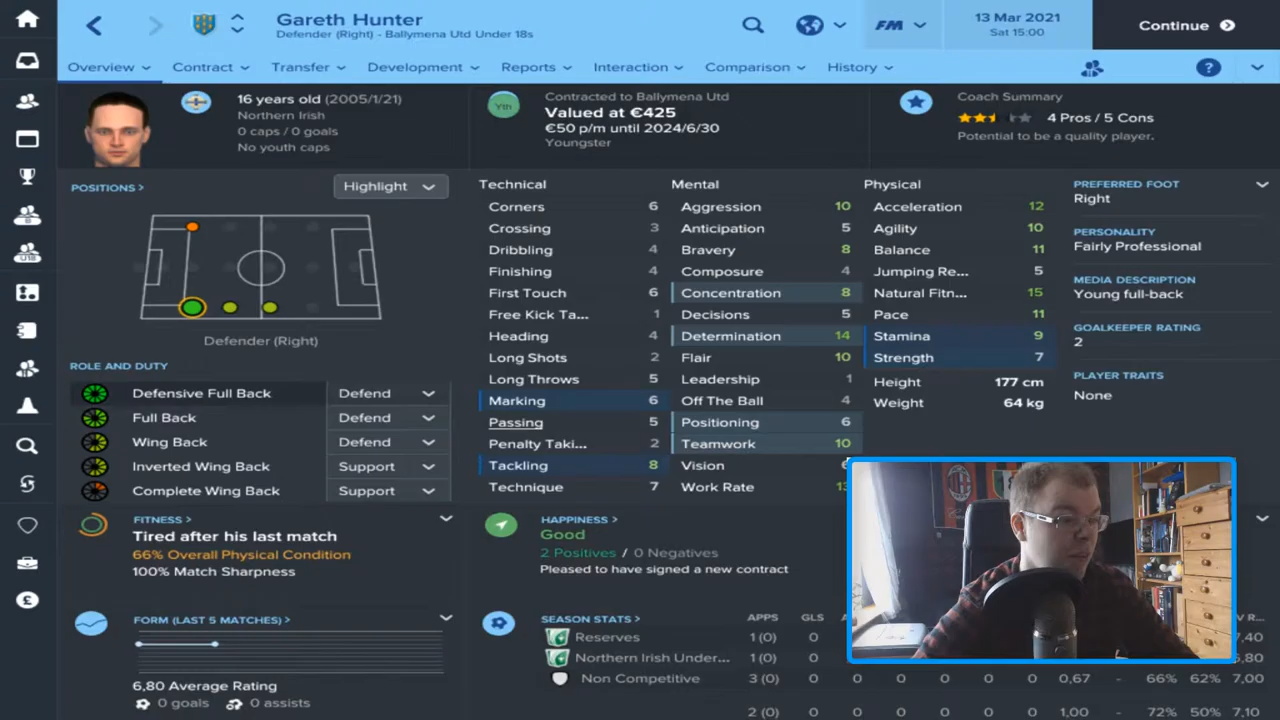 Gareth Hunter
Defender (Right) - Ballymena Utd Under 18s
FM
13 Mar 2021
Sat 15:00
Continue
Overview
Contract
Transfer
Development
Reports
Interaction
Comparison
History
?
16 years old (2005/1/21)
Northern Irish
0 caps / 0 goals
No youth caps
Yth
Contracted to Ballymena Utd
Valued at €425
€50 p/m until 2024/6/30
Youngster
Coach Summary
4 Pros / 5 Cons
Potential to be a quality player.
POSITIONS >
Highlight
Defender (Right)
ROLE AND DUTY
Defensive Full Back Defend
Full Back Defend
Wing Back Defend
Inverted Wing Back Support
Complete Wing Back Support
Technical
Corners 6
Crossing 3
Dribbling 4
Finishing 4
First Touch 6
Free Kick Ta... 1
Heading 4
Long Shots 2
Long Throws 5
Marking 6
Passing 5
Penalty Taki... 2
Tackling 8
Technique 7
Mental
Aggression 10
Anticipation 5
Bravery 8
Composure 4
Concentration 8
Decisions 5
Determination 14
Flair 10
Leadership 1
Off The Ball 4
Positioning 6
Teamwork 10
Vision
Work Rate
Physical
Acceleration 12
Agility 10
Balance 11
Jumping Re... 5
Natural Fitn... 15
Pace 11
Stamina 9
Strength 7
Height 177 cm
Weight 64 kg
PREFERRED FOOT
Right
PERSONALITY
Fairly Professional
MEDIA DESCRIPTION
Young full-back
GOALKEEPER RATING
2
PLAYER TRAITS
None
U18
FITNESS >
Tired after his last match
66% Overall Physical Condition
100% Match Sharpness
HAPPINESS >
Good
2 Positives / 0 Negatives
Pleased to have signed a new contract
FORM (LAST 5 MATCHES) >
6,80 Average Rating
0 goals 0 assists
SEASON STATS > APPS GLS
Reserves 1 (0) 0 7,40
Northern Irish Under... 1 (0) 0 6,80
Non Competitive 3 (0) 0 0 0 0 0 0,67 - 66% 62% 7,00
2 (0) 0 0 0 0 0 1,00 - 72% 50% 7,10